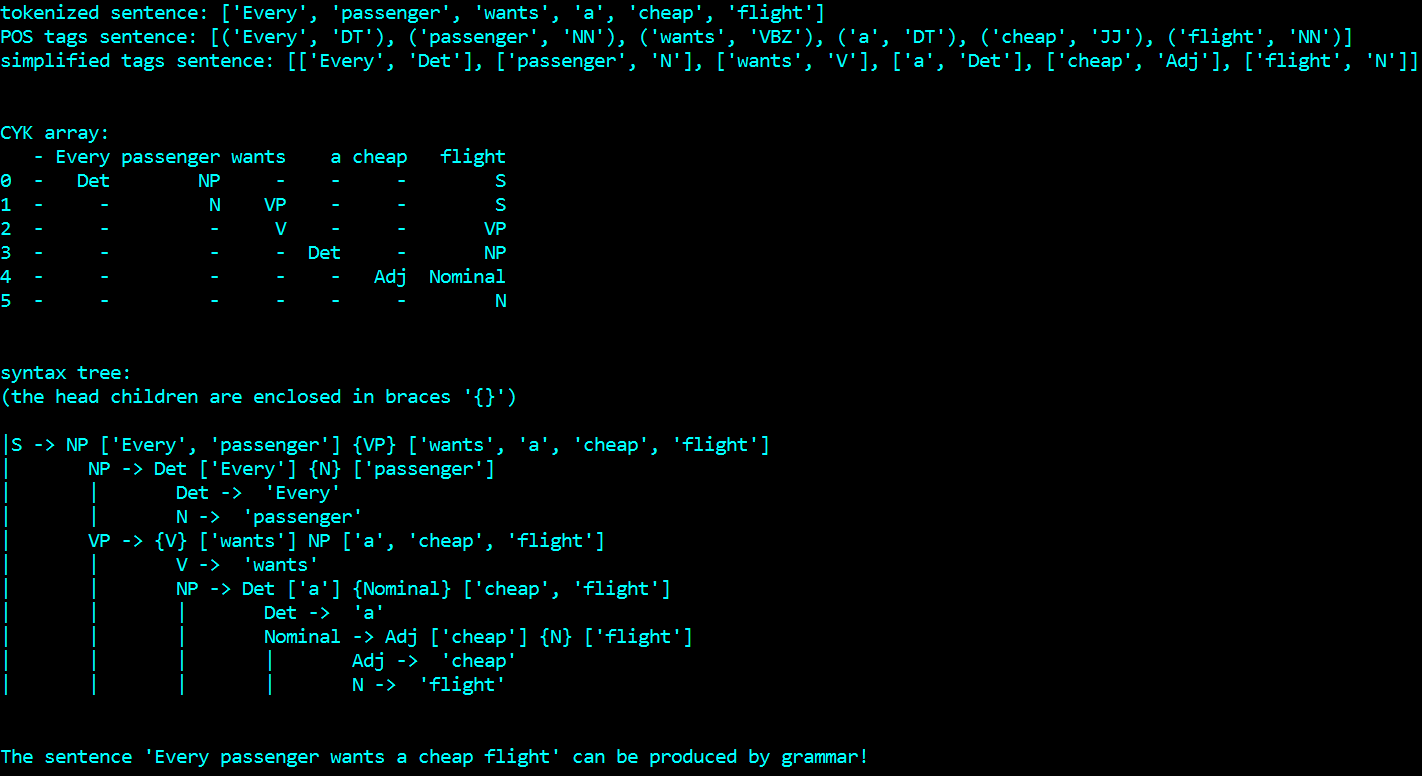 tokenized sentence: ['Every', 'passenger', 'wants', 'a', 'cheap', 'flight']
POS tags sentence: [('Every', 'DT'), ('passenger', 'NN'), ('wants', 'VBZ'), ('a', 'DT'), ('cheap', 'JJ'), ('flight', 'NN')]
simplified tags sentence: [['Every', 'Det'], ['passenger', 'N'], ['wants', 'V'], ['a', 'Det'], ['cheap', 'Adj'], ['flight', 'N']]
CYK array:
   - Every passenger wants    a cheap   flight
0  -   Det        NP     -    -     -        S
1  -     -         N    VP    -     -        S
2  -     -         -     V    -     -       VP
3  -     -         -     -  Det     -       NP
4  -     -         -     -    -   Adj  Nominal
5  -     -         -     -    -     -        N
syntax tree:
(the head children are enclosed in braces '{}')
|S -> NP ['Every', 'passenger'] {VP} ['wants', 'a', 'cheap', 'flight']
|       NP -> Det ['Every'] {N} ['passenger']
|       |       Det ->  'Every'
|       |       N ->  'passenger'
|       VP -> {V} ['wants'] NP ['a', 'cheap', 'flight']
|       |       V ->  'wants'
|       |       NP -> Det ['a'] {Nominal} ['cheap', 'flight']
|       |       |       Det ->  'a'
|       |       |       Nominal -> Adj ['cheap'] {N} ['flight']
|       |       |       |       Adj ->  'cheap'
|       |       |       |       N ->  'flight'
The sentence 'Every passenger wants a cheap flight' can be produced by grammar!